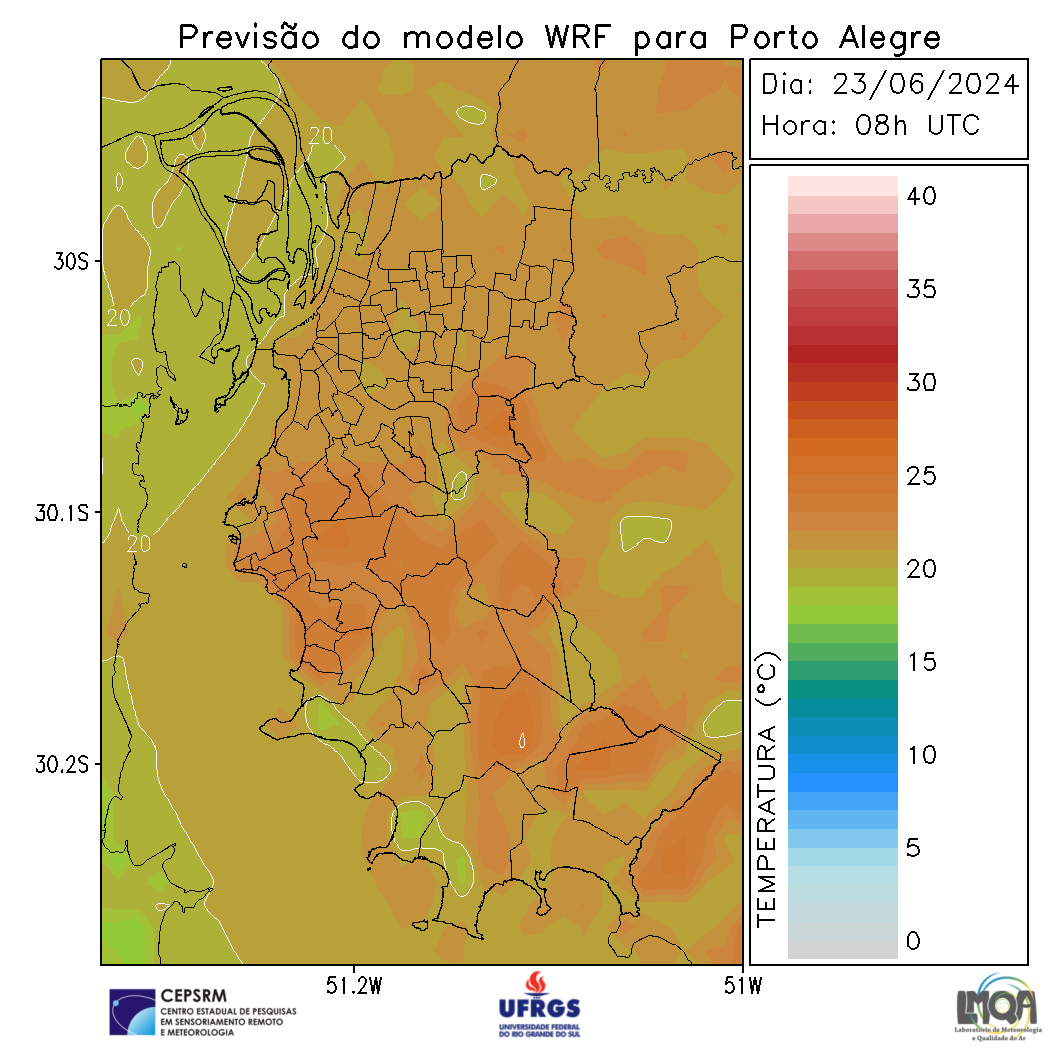 Previsão do modelo WRF para Porto Alegre
Dia: 23/06/2024
Hora: 08h UTC
20
30S
20
30.1S
20
30.2S
51.2W
51W
TEMPERATURA (°C)
40
35
30
25
20
15
10
5
0
CEPSRM
CENTRO ESTADUAL DE PESQUISAS
EM SENSORIAMENTO REMOTO
E METEOROLOGIA
UFRGS
UNIVERSIDADE FEDERAL
DO RIO GRANDE DO SUL
LMQA
Laboratório de Meteorologia
e Qualidade do Ar